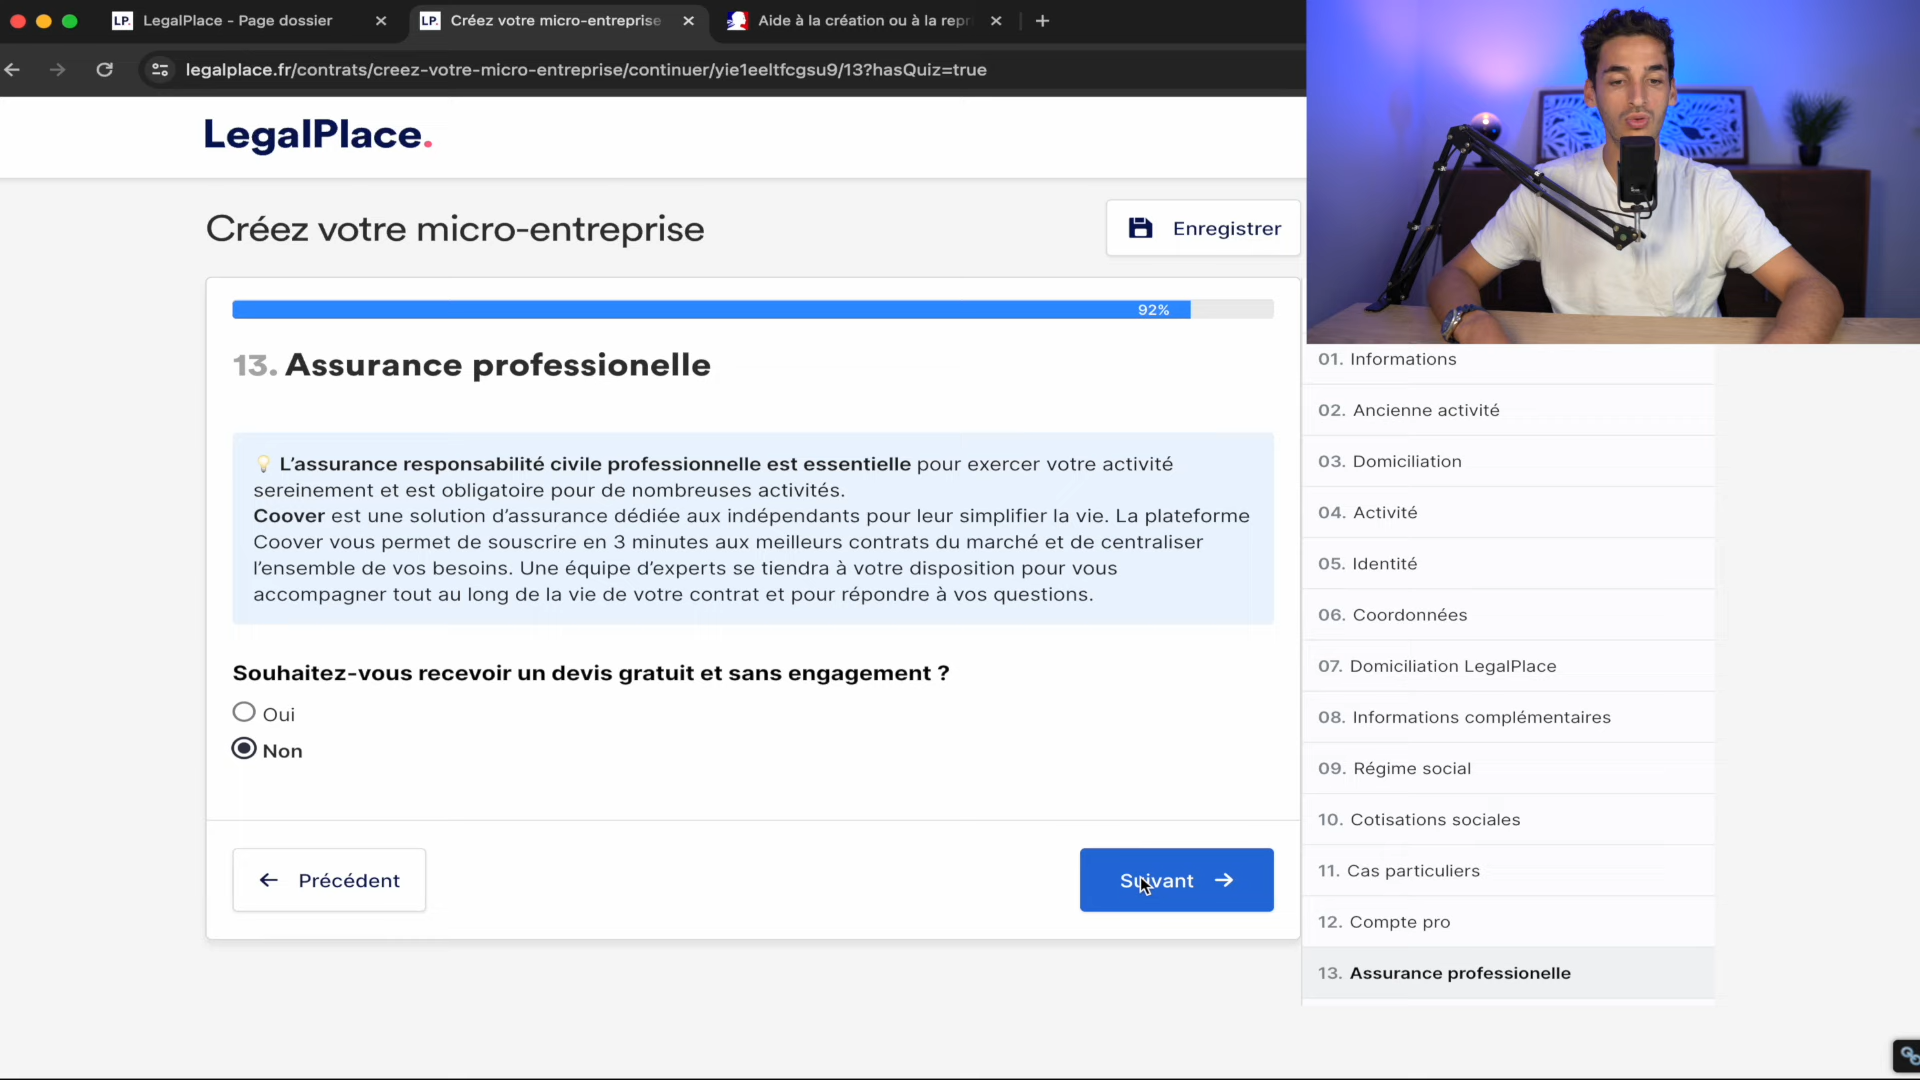 LP. LegalPlace - Page dossier
LP. Créez votre micro-entreprise
Aide à la création ou à la repr
legalplace.fr/contrats/creez-votre-micro-entreprise/continuer/yie1eeltfcgsu9/13?hasQuiz=true
LegalPlace.
Créez votre micro-entreprise
Enregistrer
92%
13. Assurance professionelle
L'assurance responsabilité civile professionnelle est essentielle pour exercer votre activité
sereinement et est obligatoire pour de nombreuses activités.
Coover est une solution d'assurance dédiée aux indépendants pour leur simplifier la vie. La plateforme
Coover vous permet de souscrire en 3 minutes aux meilleurs contrats du marché et de centraliser
l'ensemble de vos besoins. Une équipe d'experts se tiendra à votre disposition pour vous
accompagner tout au long de la vie de votre contrat et pour répondre à vos questions.
Souhaitez-vous recevoir un devis gratuit et sans engagement ?
Oui
Non
Précédent
Suivant
01. Informations
02. Ancienne activité
03. Domiciliation
04. Activité
05. Identité
06. Coordonnées
07. Domiciliation LegalPlace
08. Informations complémentaires
09. Régime social
10. Cotisations sociales
11. Cas particuliers
12. Compte pro
13. Assurance professionelle